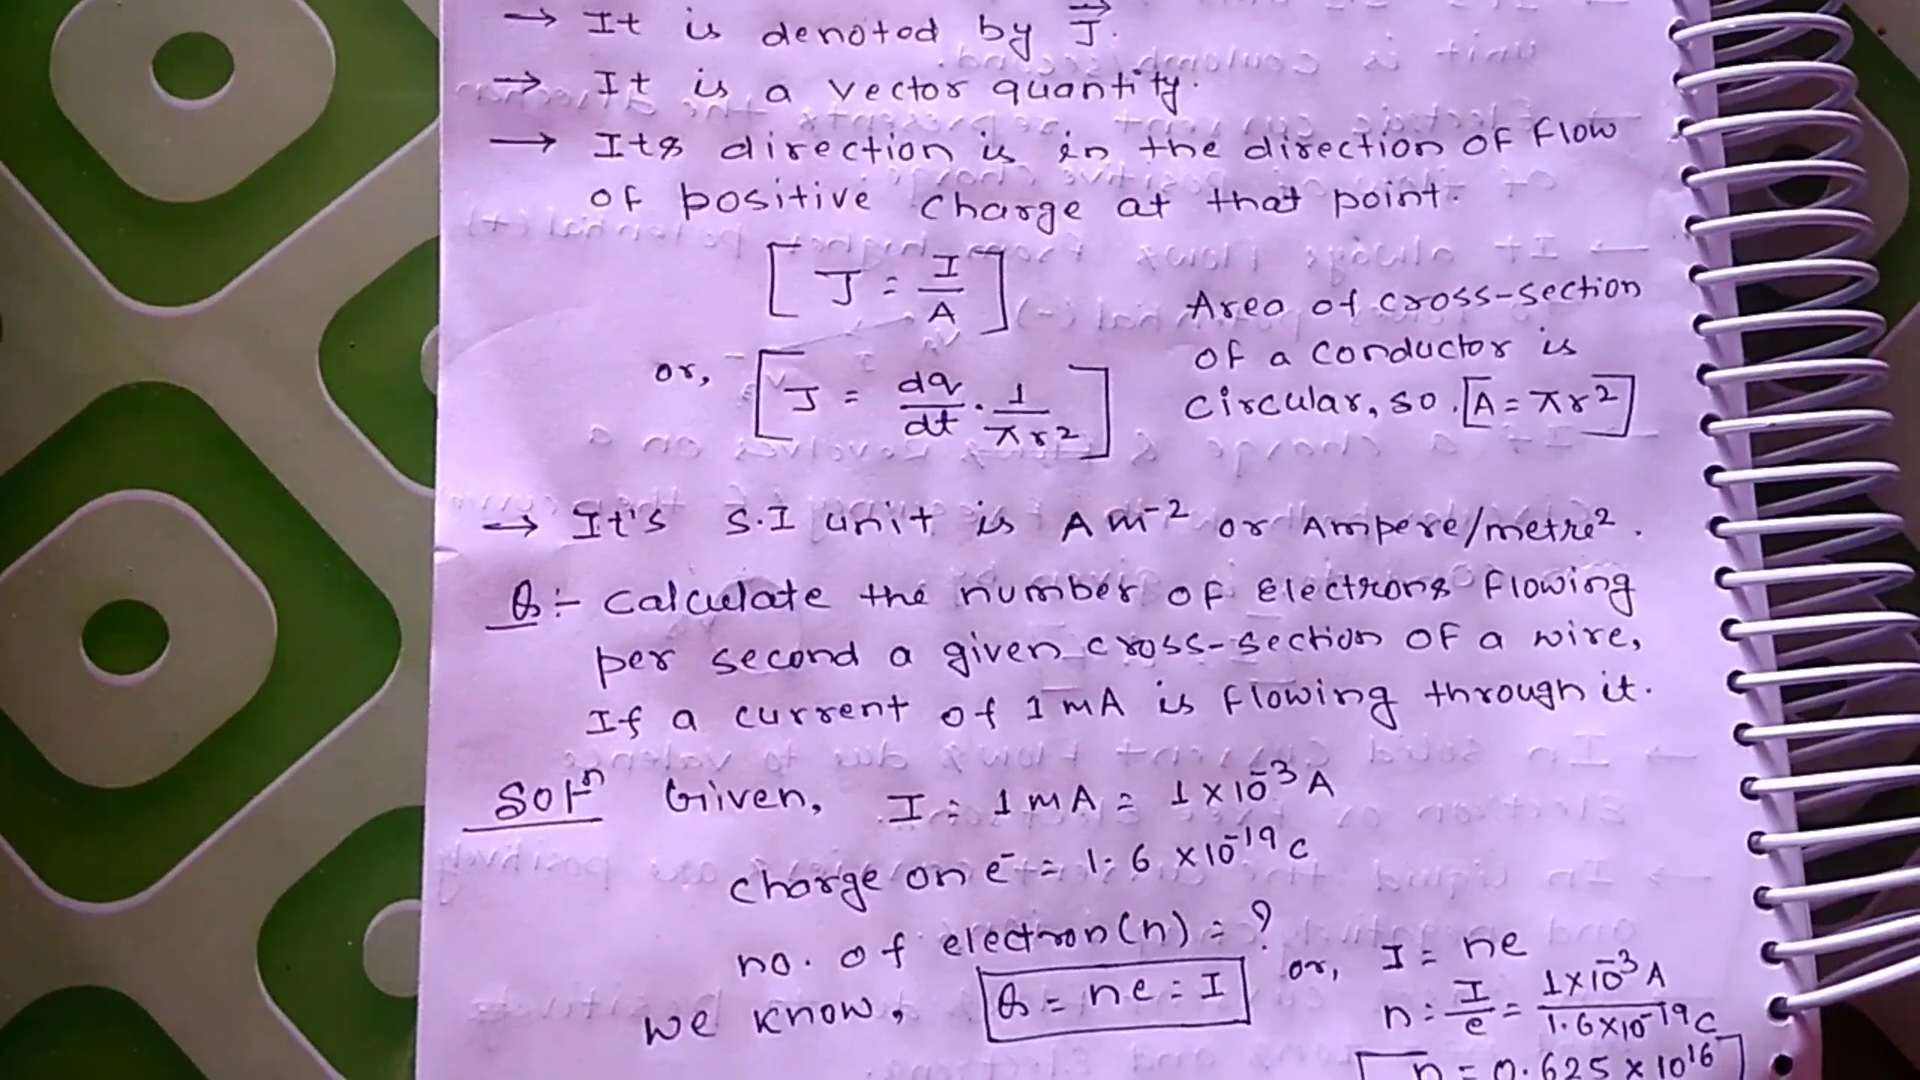 → It is denoted by J⃗.
→ It is a vector quantity.
→ Its direction is in the direction of flow
of positive charge at that point.
[J = I/A]
or, [J = dq/dt · 1/πr²]
Area of cross-section
of a conductor is
circular, so [A = πr²]
→ It's S.I unit is Am⁻² or Ampere/metre².
Q:- Calculate the number of electrons flowing
per second a given cross-section of a wire,
If a current of 1 mA is flowing through it.
Solⁿ Given, I = 1 mA = 1×10⁻³ A
charge on e⁻ = 1.6 ×10⁻¹⁹ C
no. of electron (n) = ?
we know, Q = ne = I
or, I = ne
n = I/e = 1×10⁻³ A / 1.6×10⁻¹⁹ C
n = 0.625 × 10¹⁶